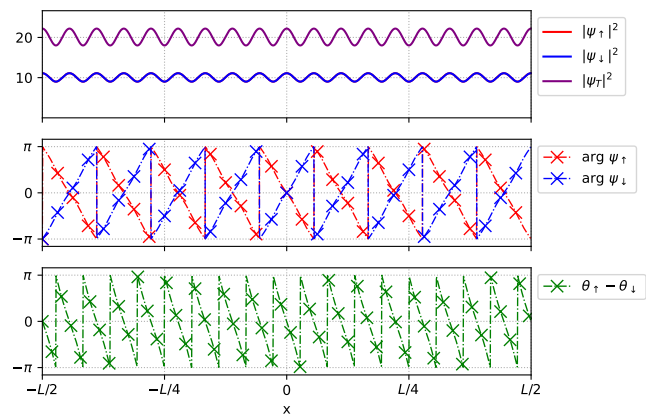 20
10
|ψ↑|²
|ψ↓|²
|ψT|²
π
0
−π
arg ψ↑
arg ψ↓
π
0
−π
θ↑ − θ↓
−L/2
−L/4
0
L/4
L/2
x